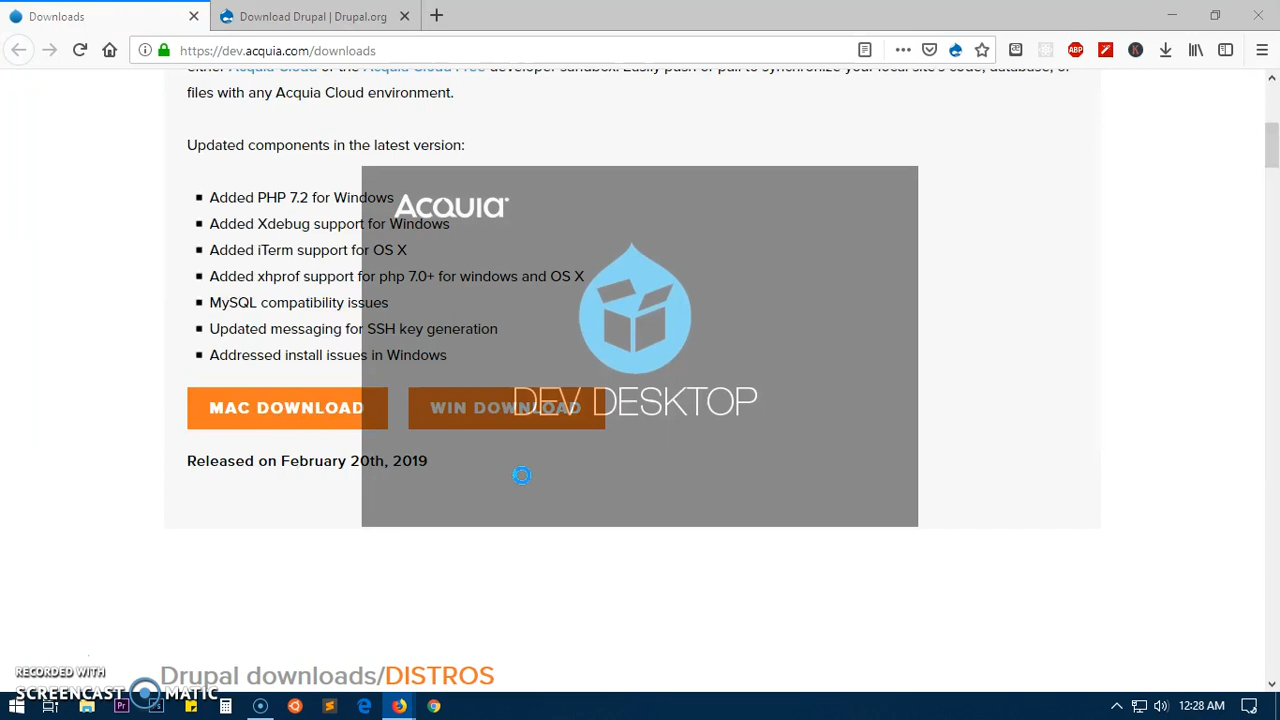 Downloads
Download Drupal | Drupal.org
https://dev.acquia.com/downloads
files with any Acquia Cloud environment.
Updated components in the latest version:
Added PHP 7.2 for Windows
Added Xdebug support for Windows
Added iTerm support for OS X
Added xhprof support for php 7.0+ for windows and OS X
MySQL compatibility issues
Updated messaging for SSH key generation
Addressed install issues in Windows
ACQUIA
DEV DESKTOP
MAC DOWNLOAD
WIN DOWNLOAD
Released on February 20th, 2019
Drupal downloads/DISTROS
RECORDED WITH
SCREENCAST MATIC
ABP
K
Pr
Ps
12:28 AM